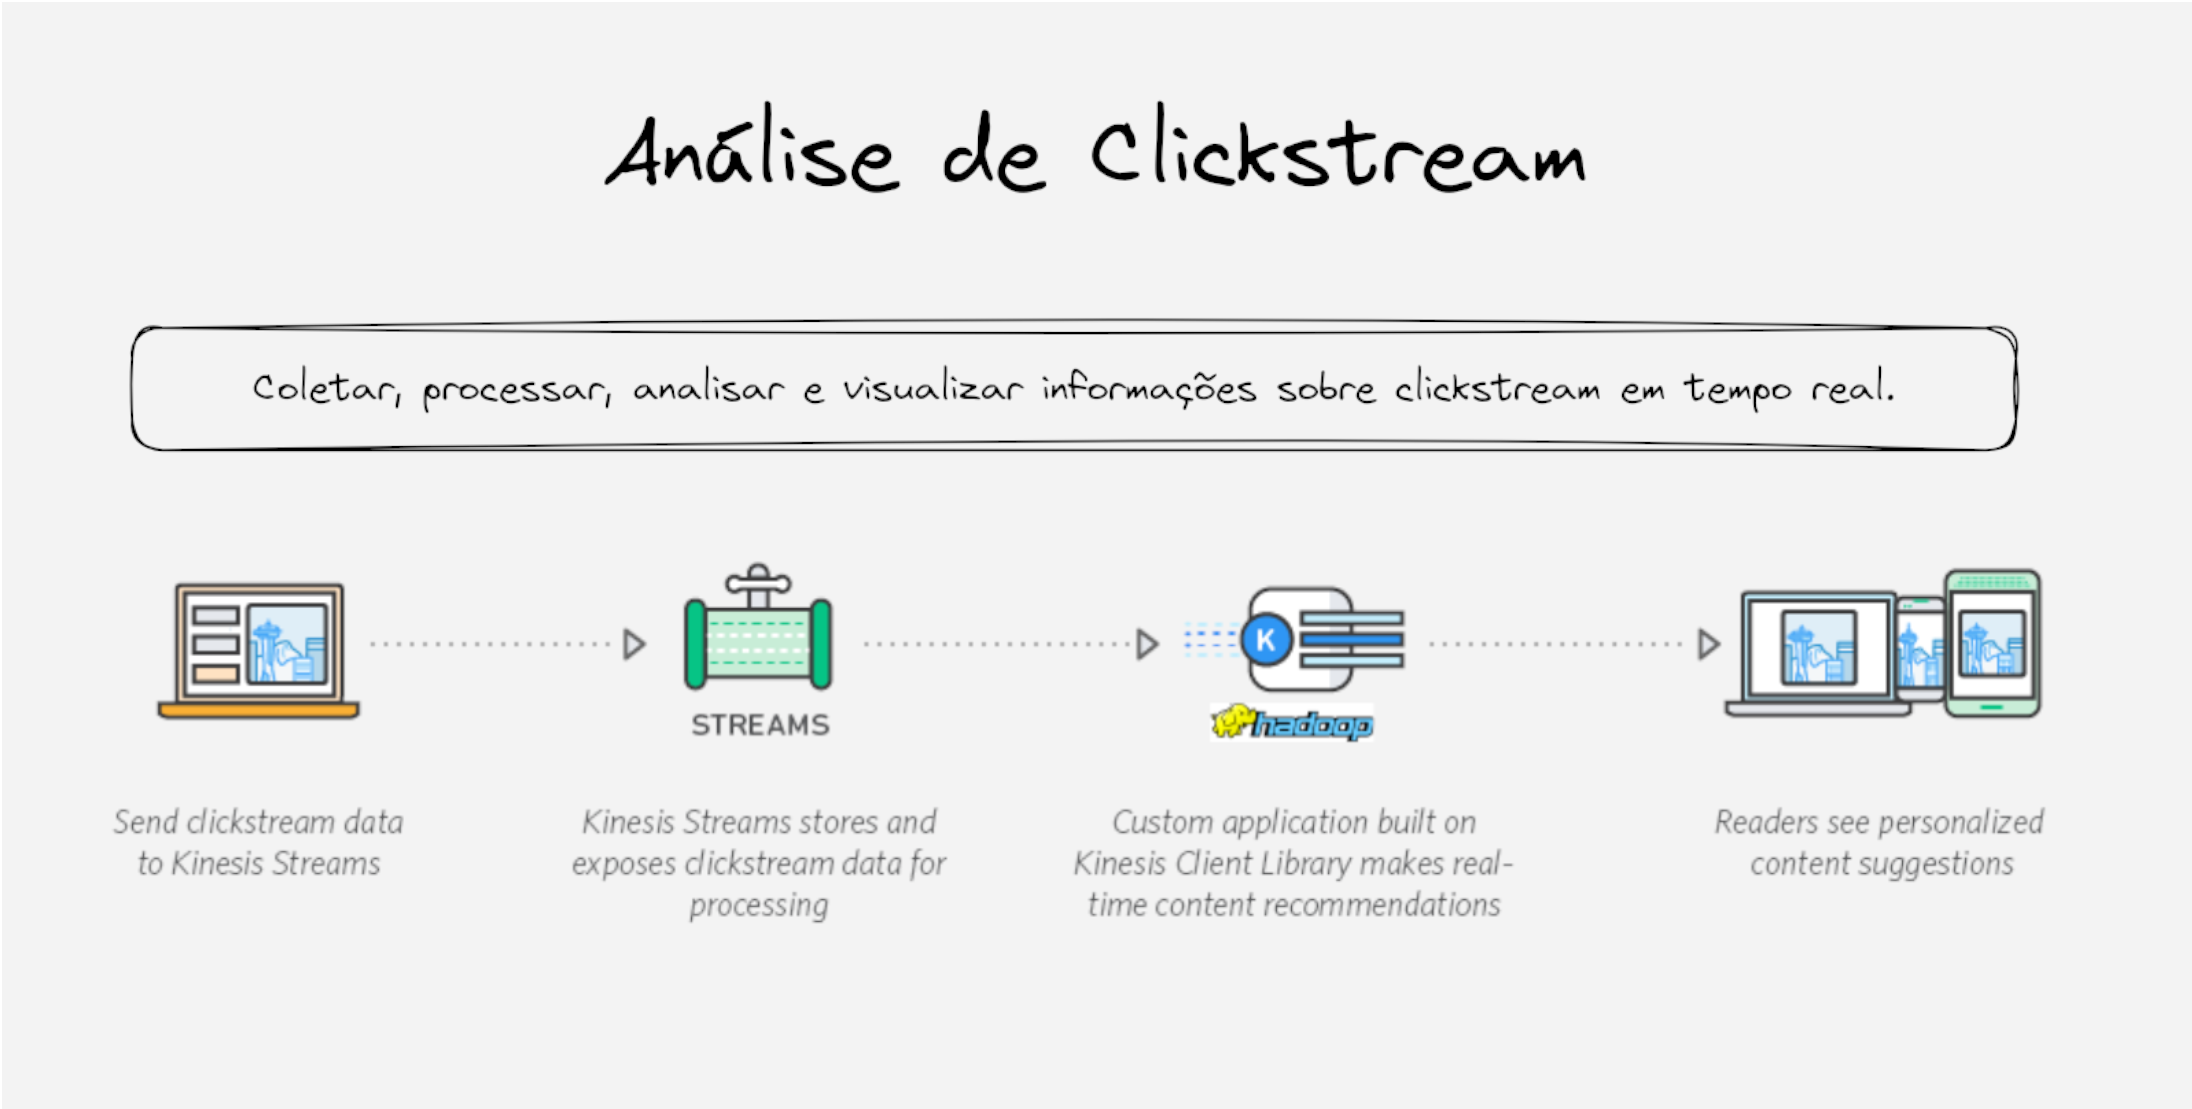 Análise de Clickstream
Coletar, processar, analisar e visualizar informações sobre clickstream em tempo real.
K
STREAMS
hadoop
Send clickstream data
to Kinesis Streams
Kinesis Streams stores and
exposes clickstream data for
processing
Custom application built on
Kinesis Client Library makes real-
time content recommendations
Readers see personalized
content suggestions